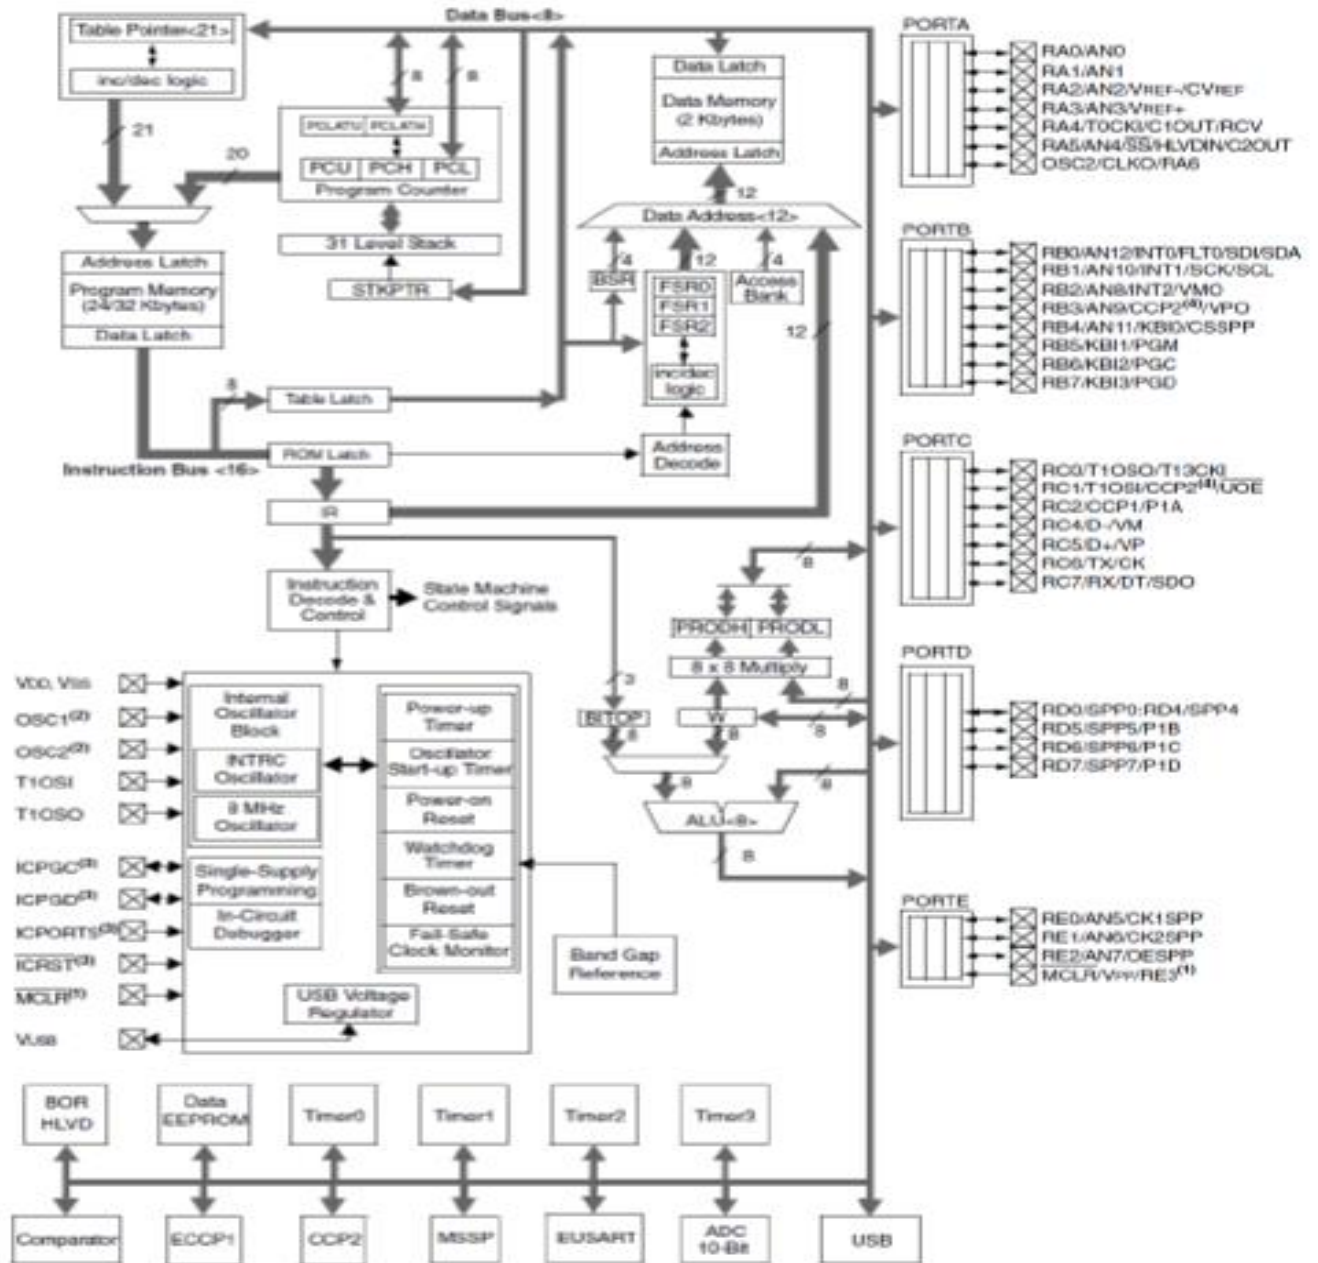 Data Bus<8>
Table Pointer<21>
inc/dec logic
21
20
8
8
PCLATU PCLATH
PCU PCH PCL
Program Counter
31 Level Stack
STKPTR
Address Latch
Program Memory
(24/32 Kbytes)
Data Latch
8
Table Latch
ROM Latch
Instruction Bus <16>
IR
Instruction
Decode &
Control
State Machine
Control Signals
Data Latch
Data Memory
(2 Kbytes)
Address Latch
12
Data Address<12>
4
12
4
BSR
FSR0
FSR1
FSR2
Access
Bank
12
inc/dec
logic
Address
Decode
8
PRODH PRODL
8 x 8 Multiply
8
3
BITOP
W
8
8
8
8
8
ALU<8>
8
VDD, VSS
OSC1(2)
OSC2(2)
T1OSI
T1OSO
ICPGC(3)
ICPGD(3)
ICPORTS(3)
ICRST(3)
MCLR(1)
VUSB
Internal
Oscillator
Block
INTRC
Oscillator
8 MHz
Oscillator
Single-Supply
Programming
In-Circuit
Debugger
Power-up
Timer
Oscillator
Start-up Timer
Power-on
Reset
Watchdog
Timer
Brown-out
Reset
Fail-Safe
Clock Monitor
USB Voltage
Regulator
Band Gap
Reference
PORTA
RA0/AN0
RA1/AN1
RA2/AN2/VREF-/CVREF
RA3/AN3/VREF+
RA4/T0CKI/C1OUT/RCV
RA5/AN4/SS/HLVDIN/C2OUT
OSC2/CLKO/RA6
PORTB
RB0/AN12/INT0/FLT0/SDI/SDA
RB1/AN10/INT1/SCK/SCL
RB2/AN8/INT2/VMO
RB3/AN9/CCP2(4)/VPO
RB4/AN11/KBI0/CSSPP
RB5/KBI1/PGM
RB6/KBI2/PGC
RB7/KBI3/PGD
PORTC
RC0/T1OSO/T13CKI
RC1/T1OSI/CCP2(4)/UOE
RC2/CCP1/P1A
RC4/D-/VM
RC5/D+/VP
RC6/TX/CK
RC7/RX/DT/SDO
PORTD
RD0/SPP0:RD4/SPP4
RD5/SPP5/P1B
RD6/SPP6/P1C
RD7/SPP7/P1D
PORTE
RE0/AN5/CK1SPP
RE1/AN6/CK2SPP
RE2/AN7/OESPP
MCLR/VPP/RE3(1)
BOR
HLVD
Data
EEPROM
Timer0
Timer1
Timer2
Timer3
Comparator
ECCP1
CCP2
MSSP
EUSART
ADC
10-Bit
USB